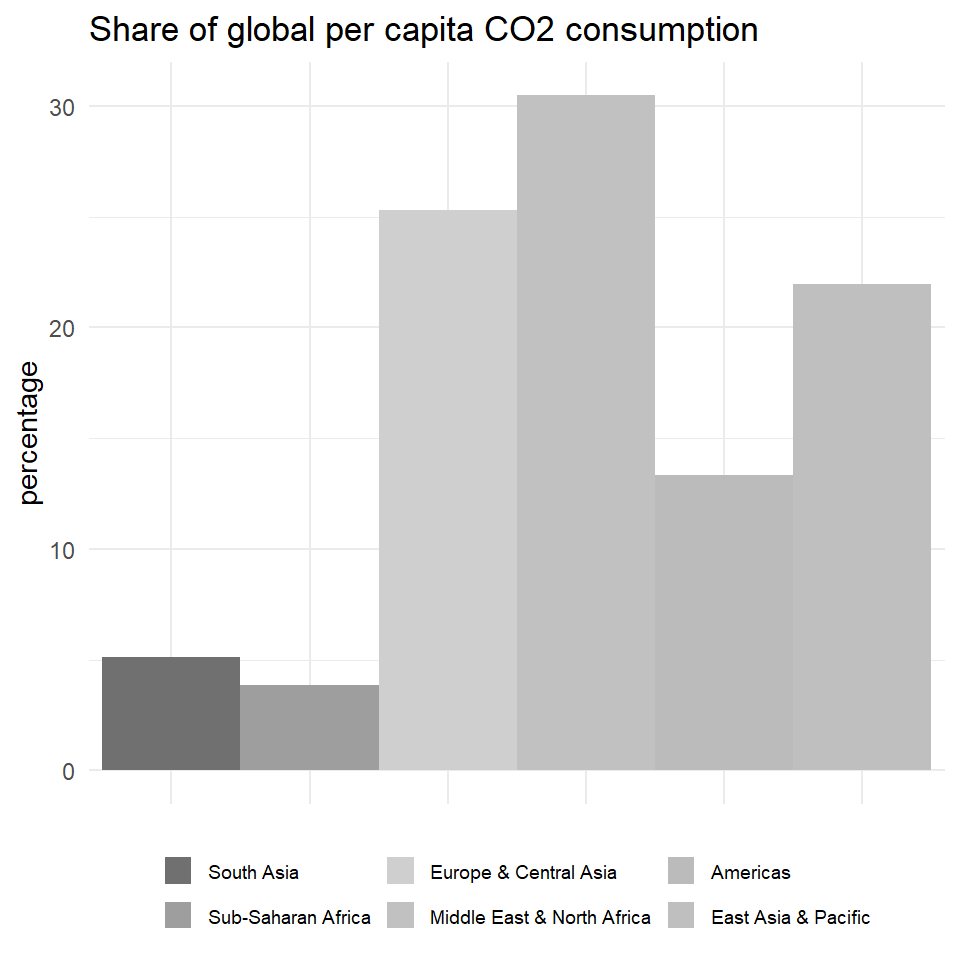 Share of global per capita CO2 consumption
percentage
30
20
10
0
South Asia
Europe & Central Asia
Americas
Sub-Saharan Africa
Middle East & North Africa
East Asia & Pacific